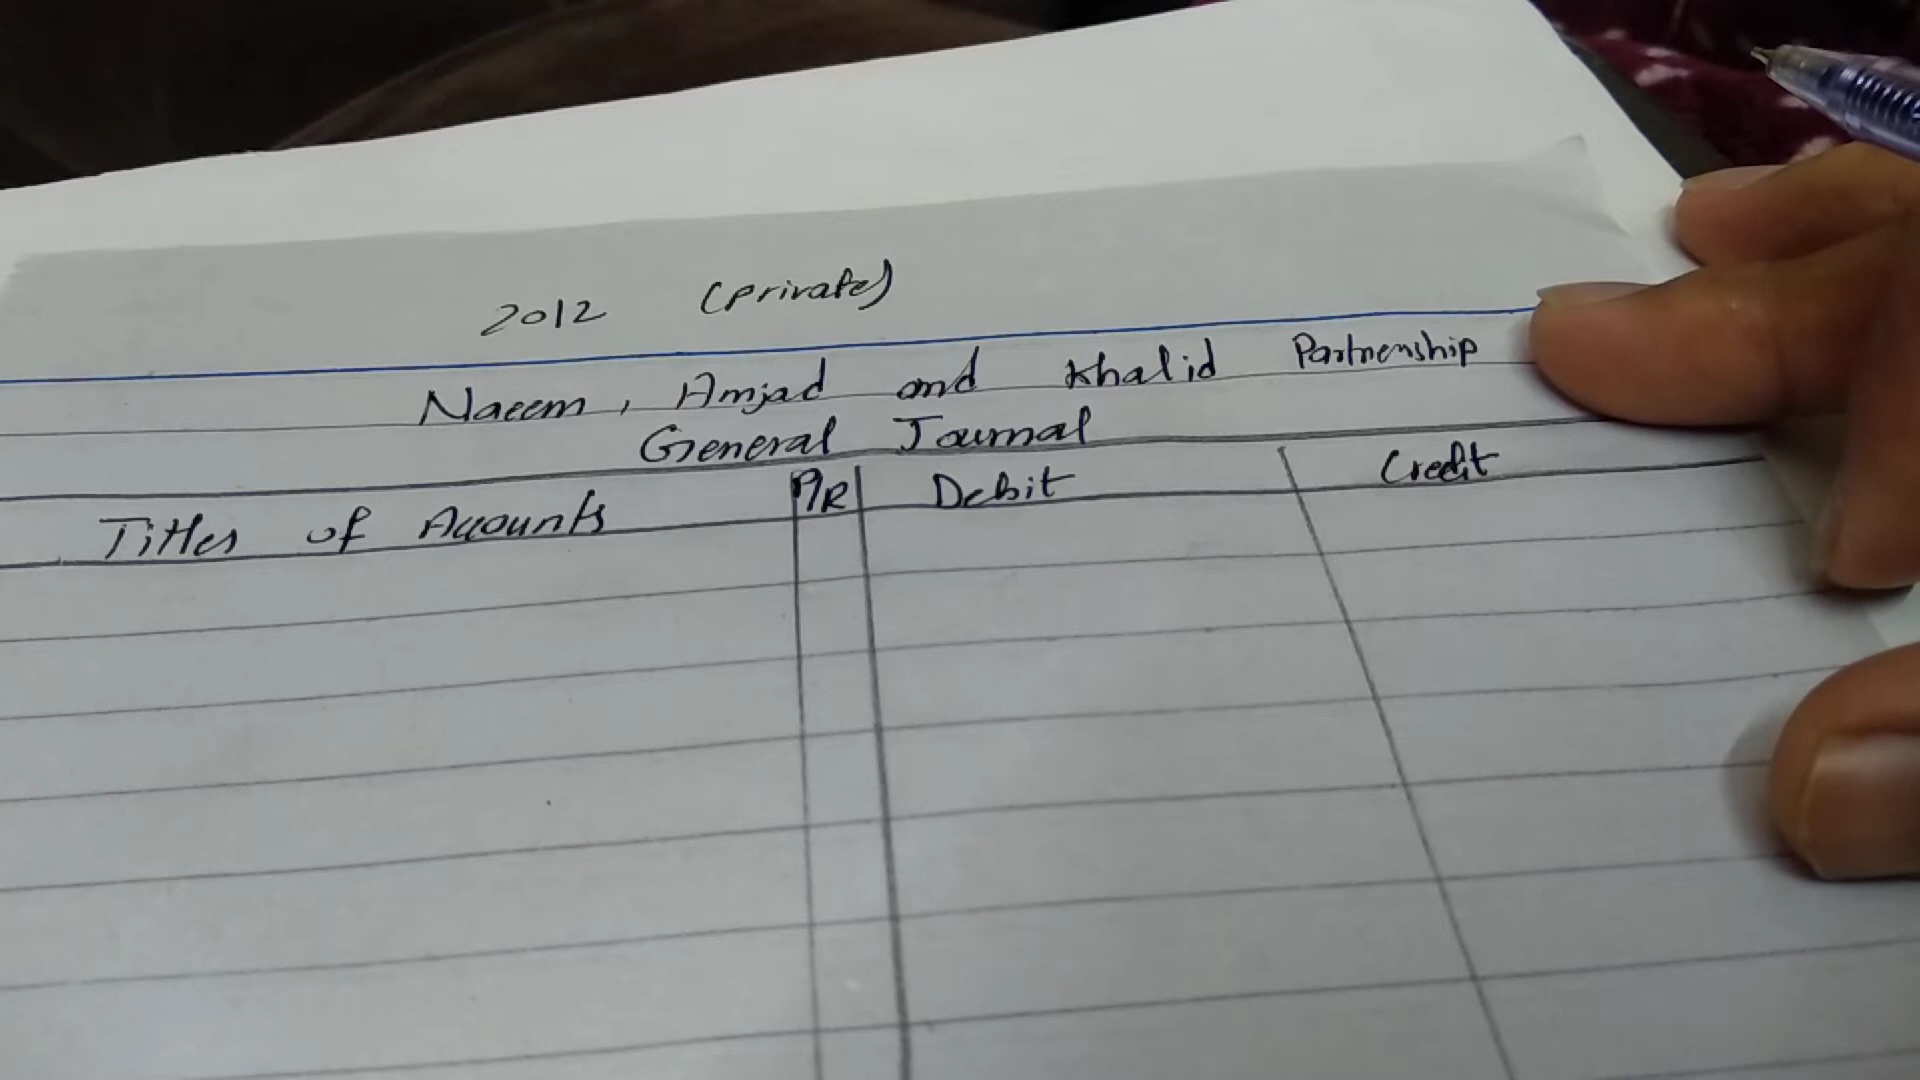 2012 (private)
Naeem, Amjad and Khalid Partnership
General Journal
Titles of Accounts P/R Debit Credit